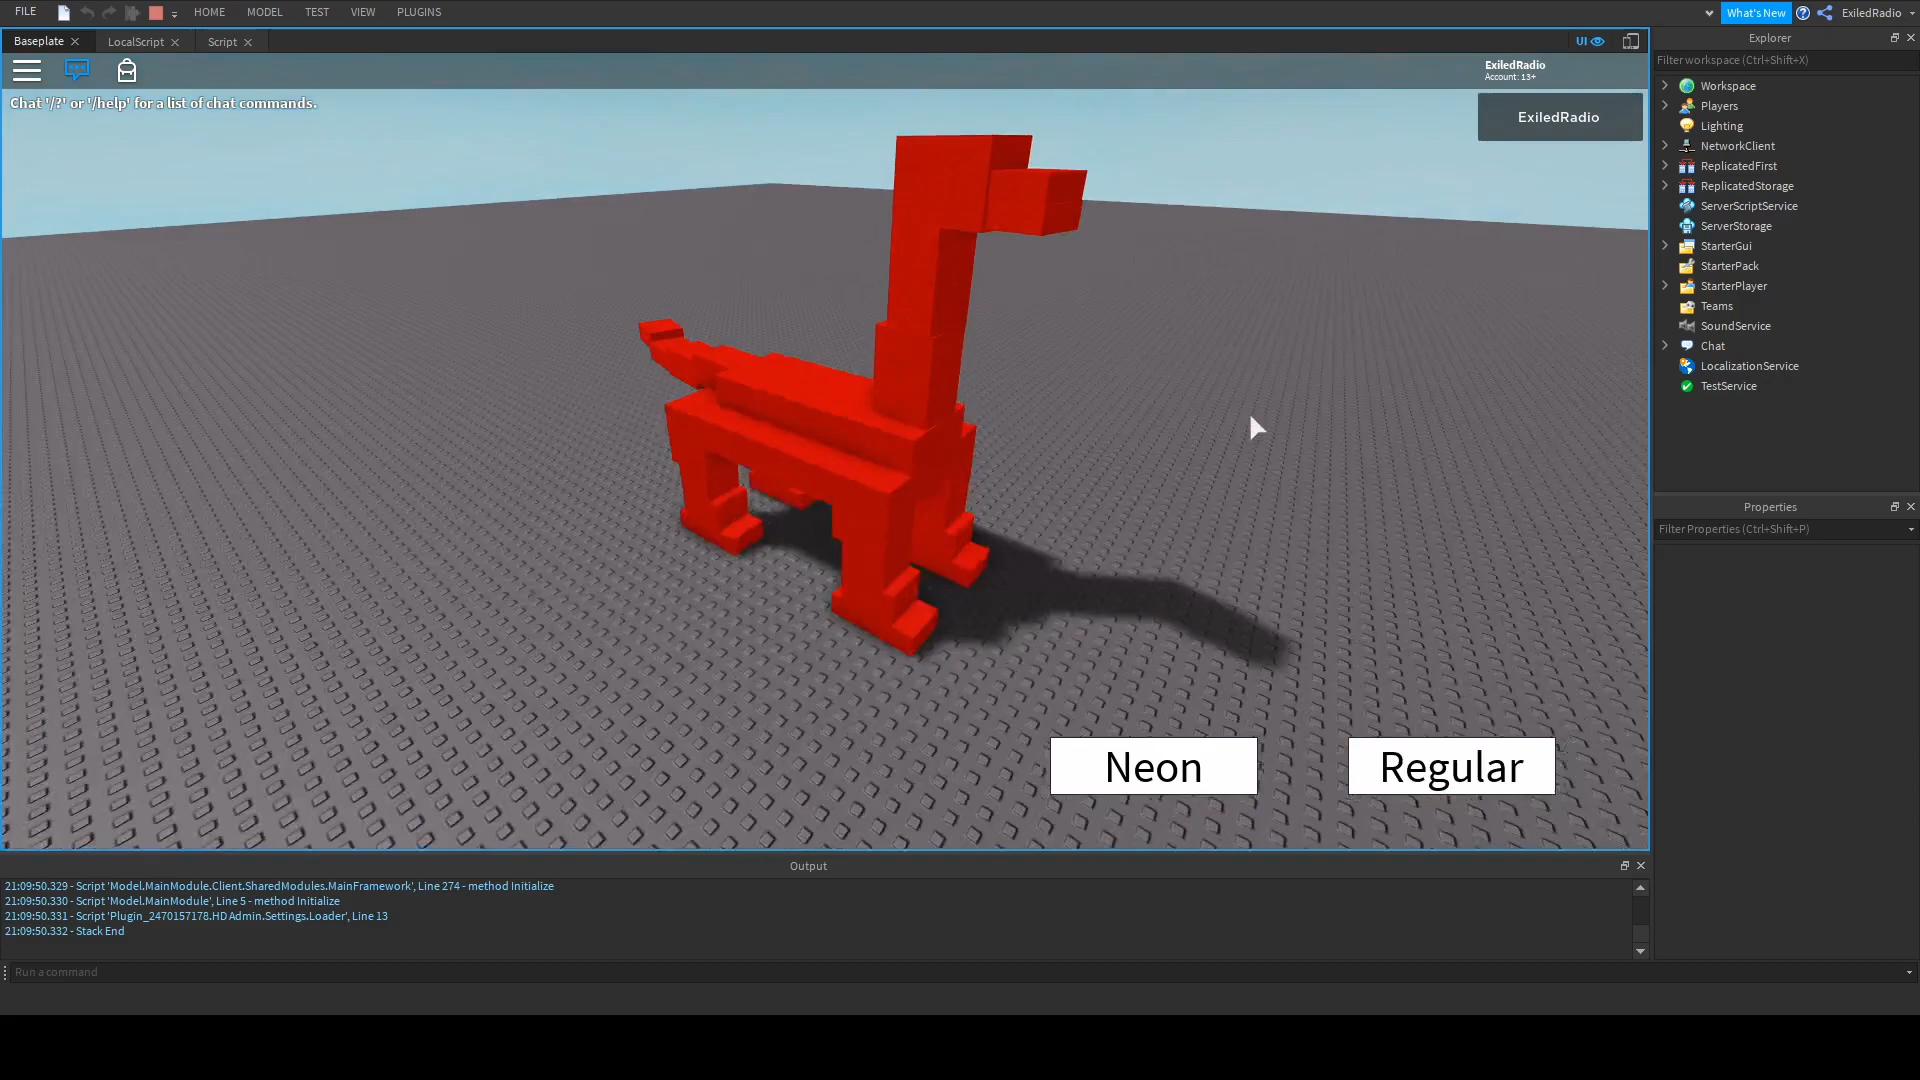 FILE
HOME
MODEL
TEST
VIEW
PLUGINS
What's New
ExiledRadio
Baseplate
LocalScript
Script
UI
Explorer
Filter workspace (Ctrl+Shift+X)
ExiledRadio
Account: 13+
Chat '/?' or '/help' for a list of chat commands.
ExiledRadio
Workspace
Players
Lighting
NetworkClient
ReplicatedFirst
ReplicatedStorage
ServerScriptService
ServerStorage
StarterGui
StarterPack
StarterPlayer
Teams
SoundService
Chat
LocalizationService
TestService
Properties
Filter Properties (Ctrl+Shift+P)
Neon
Regular
Output
21:09:50.329 - Script 'Model.MainModule.Client.SharedModules.MainFramework', Line 274 - method Initialize
21:09:50.330 - Script 'Model.MainModule', Line 5 - method Initialize
21:09:50.331 - Script 'Plugin_2470157178.HD Admin.Settings.Loader', Line 13
21:09:50.332 - Stack End
Run a command